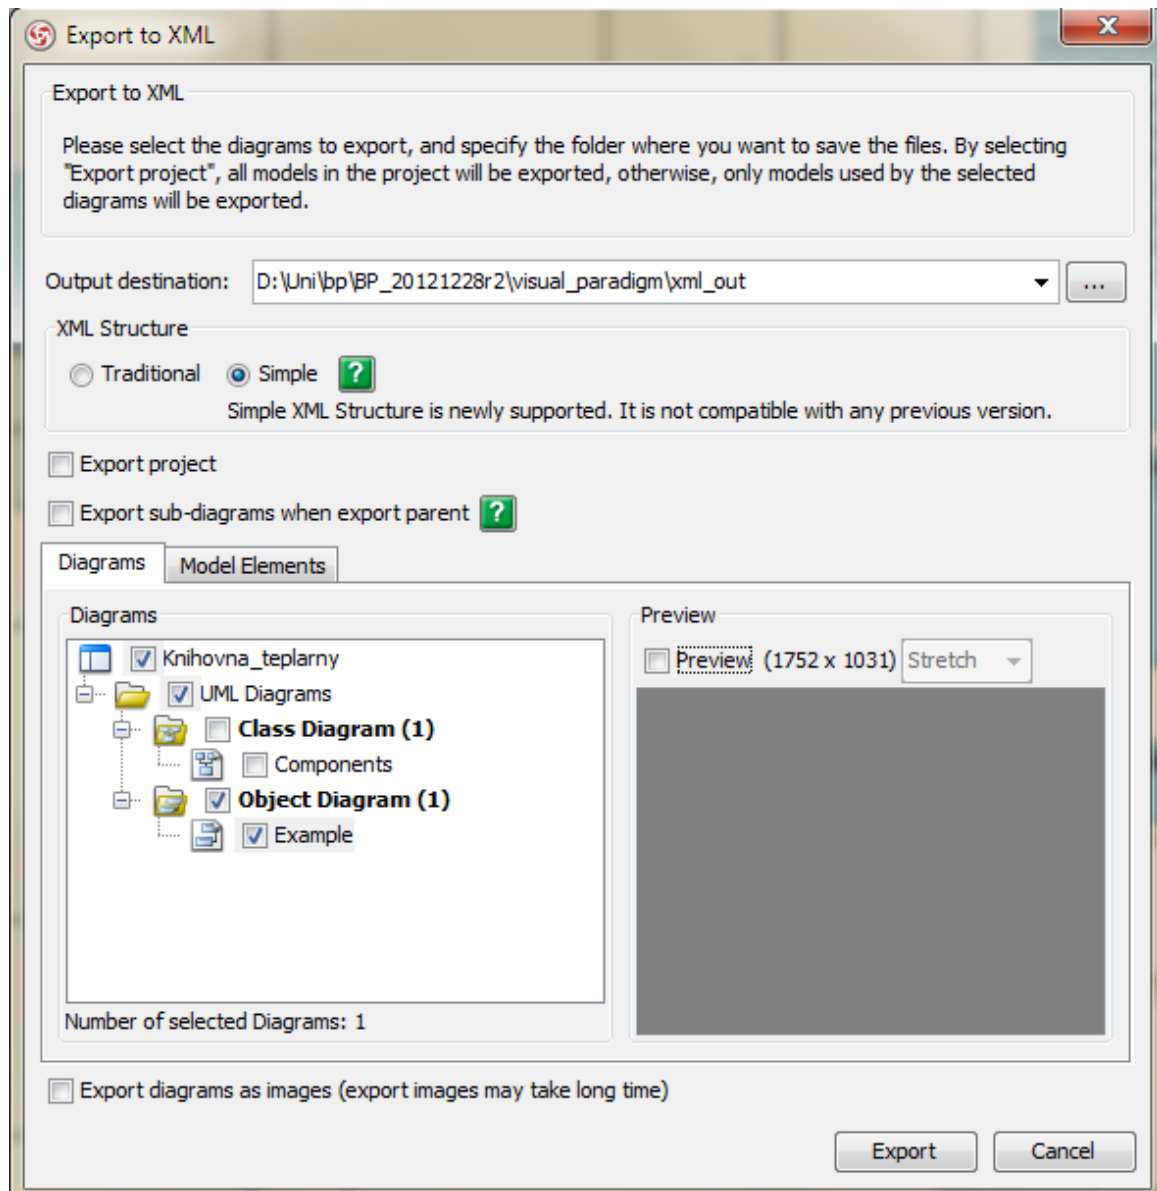 Export to XML
x
Export to XML
Please select the diagrams to export, and specify the folder where you want to save the files. By selecting
"Export project", all models in the project will be exported, otherwise, only models used by the selected
diagrams will be exported.
Output destination: D:\Uni\bp\BP_20121228r2\visual_paradigm\xml_out ...
XML Structure
Traditional Simple ?
Simple XML Structure is newly supported. It is not compatible with any previous version.
Export project
Export sub-diagrams when export parent ?
Diagrams Model Elements
Diagrams
Knihovna_teplarny
UML Diagrams
Class Diagram (1)
Components
Object Diagram (1)
Example
Number of selected Diagrams: 1
Preview
Preview (1752 x 1031) Stretch
Export diagrams as images (export images may take long time)
Export Cancel